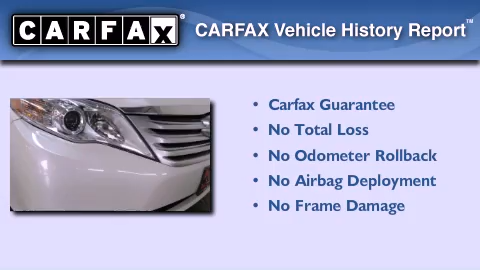 CARFAX®
CARFAX Vehicle History Report™
• Carfax Guarantee
• No Total Loss
• No Odometer Rollback
• No Airbag Deployment
• No Frame Damage